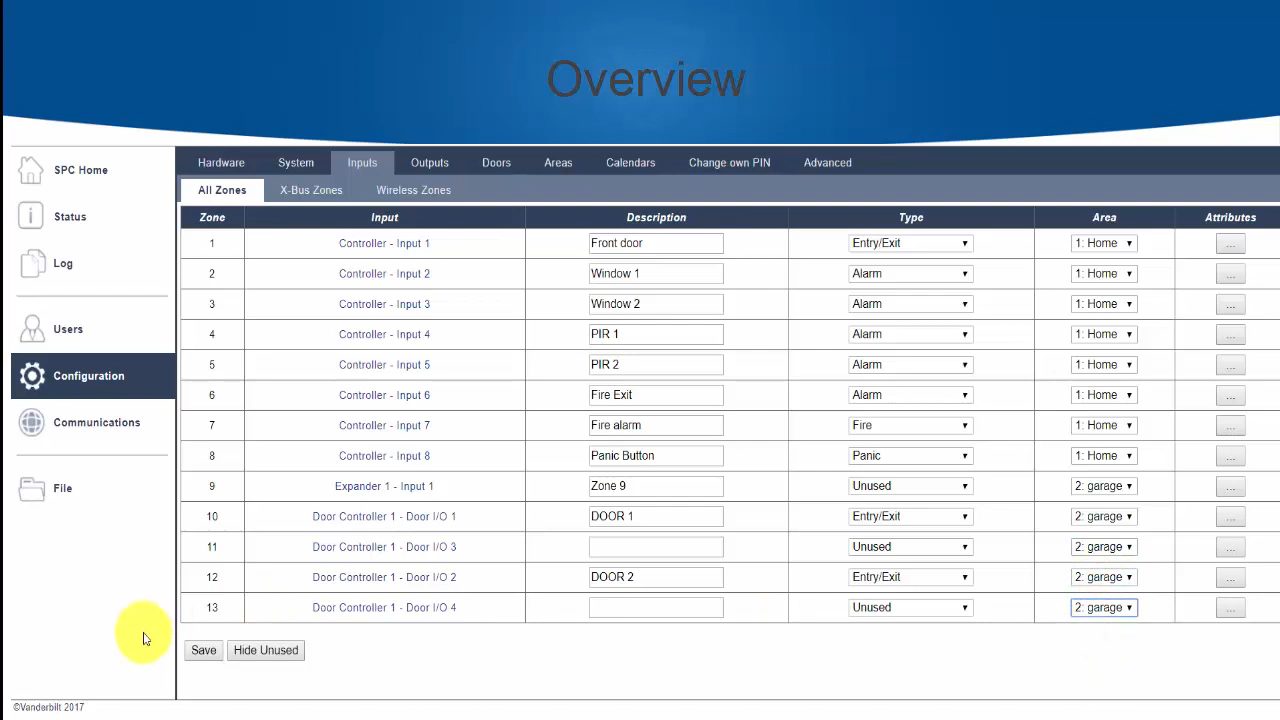 Overview
SPC Home
Status
Log
Users
Configuration
Communications
File
Hardware System Inputs Outputs Doors Areas Calendars Change own PIN Advanced
All Zones X-Bus Zones Wireless Zones
Zone Input Description Type Area Attributes
1 Controller - Input 1 Front door Entry/Exit 1: Home ...
2 Controller - Input 2 Window 1 Alarm 1: Home ...
3 Controller - Input 3 Window 2 Alarm 1: Home ...
4 Controller - Input 4 PIR 1 Alarm 1: Home ...
5 Controller - Input 5 PIR 2 Alarm 1: Home ...
6 Controller - Input 6 Fire Exit Alarm 1: Home ...
7 Controller - Input 7 Fire alarm Fire 1: Home ...
8 Controller - Input 8 Panic Button Panic 1: Home ...
9 Expander 1 - Input 1 Zone 9 Unused 2: garage ...
10 Door Controller 1 - Door I/O 1 DOOR 1 Entry/Exit 2: garage ...
11 Door Controller 1 - Door I/O 3 Unused 2: garage ...
12 Door Controller 1 - Door I/O 2 DOOR 2 Entry/Exit 2: garage ...
13 Door Controller 1 - Door I/O 4 Unused 2: garage ...
Save Hide Unused
©Vanderbilt 2017